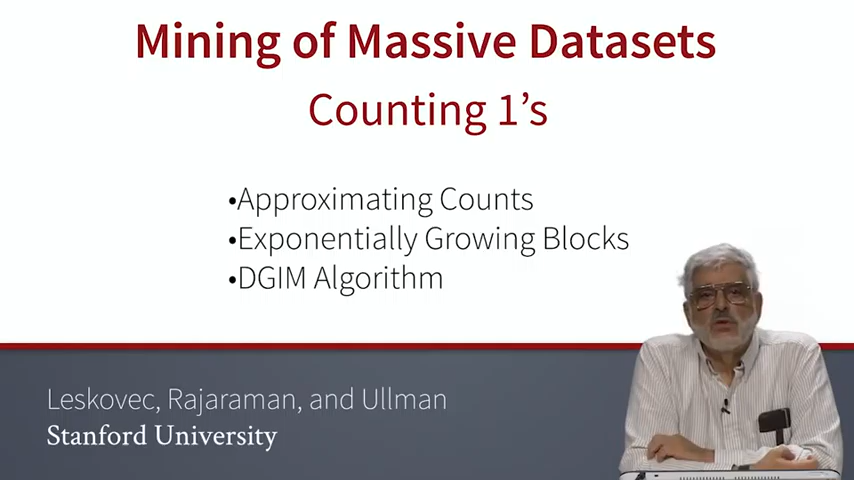 Mining of Massive Datasets
Counting 1’s
•Approximating Counts
•Exponentially Growing Blocks
•DGIM Algorithm
Leskovec, Rajaraman, and Ullman
Stanford University